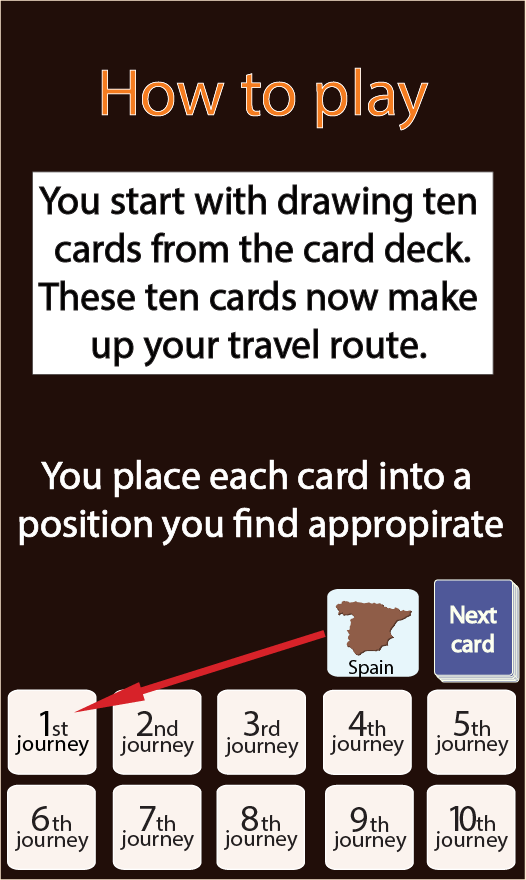 How to play
You start with drawing ten
cards from the card deck.
These ten cards now make
up your travel route.
You place each card into a
position you find appropirate
Next
card
Spain
1st
journey
2nd
journey
3rd
journey
4th
journey
5th
journey
6th
journey
7th
journey
8th
journey
9th
journey
10th
journey